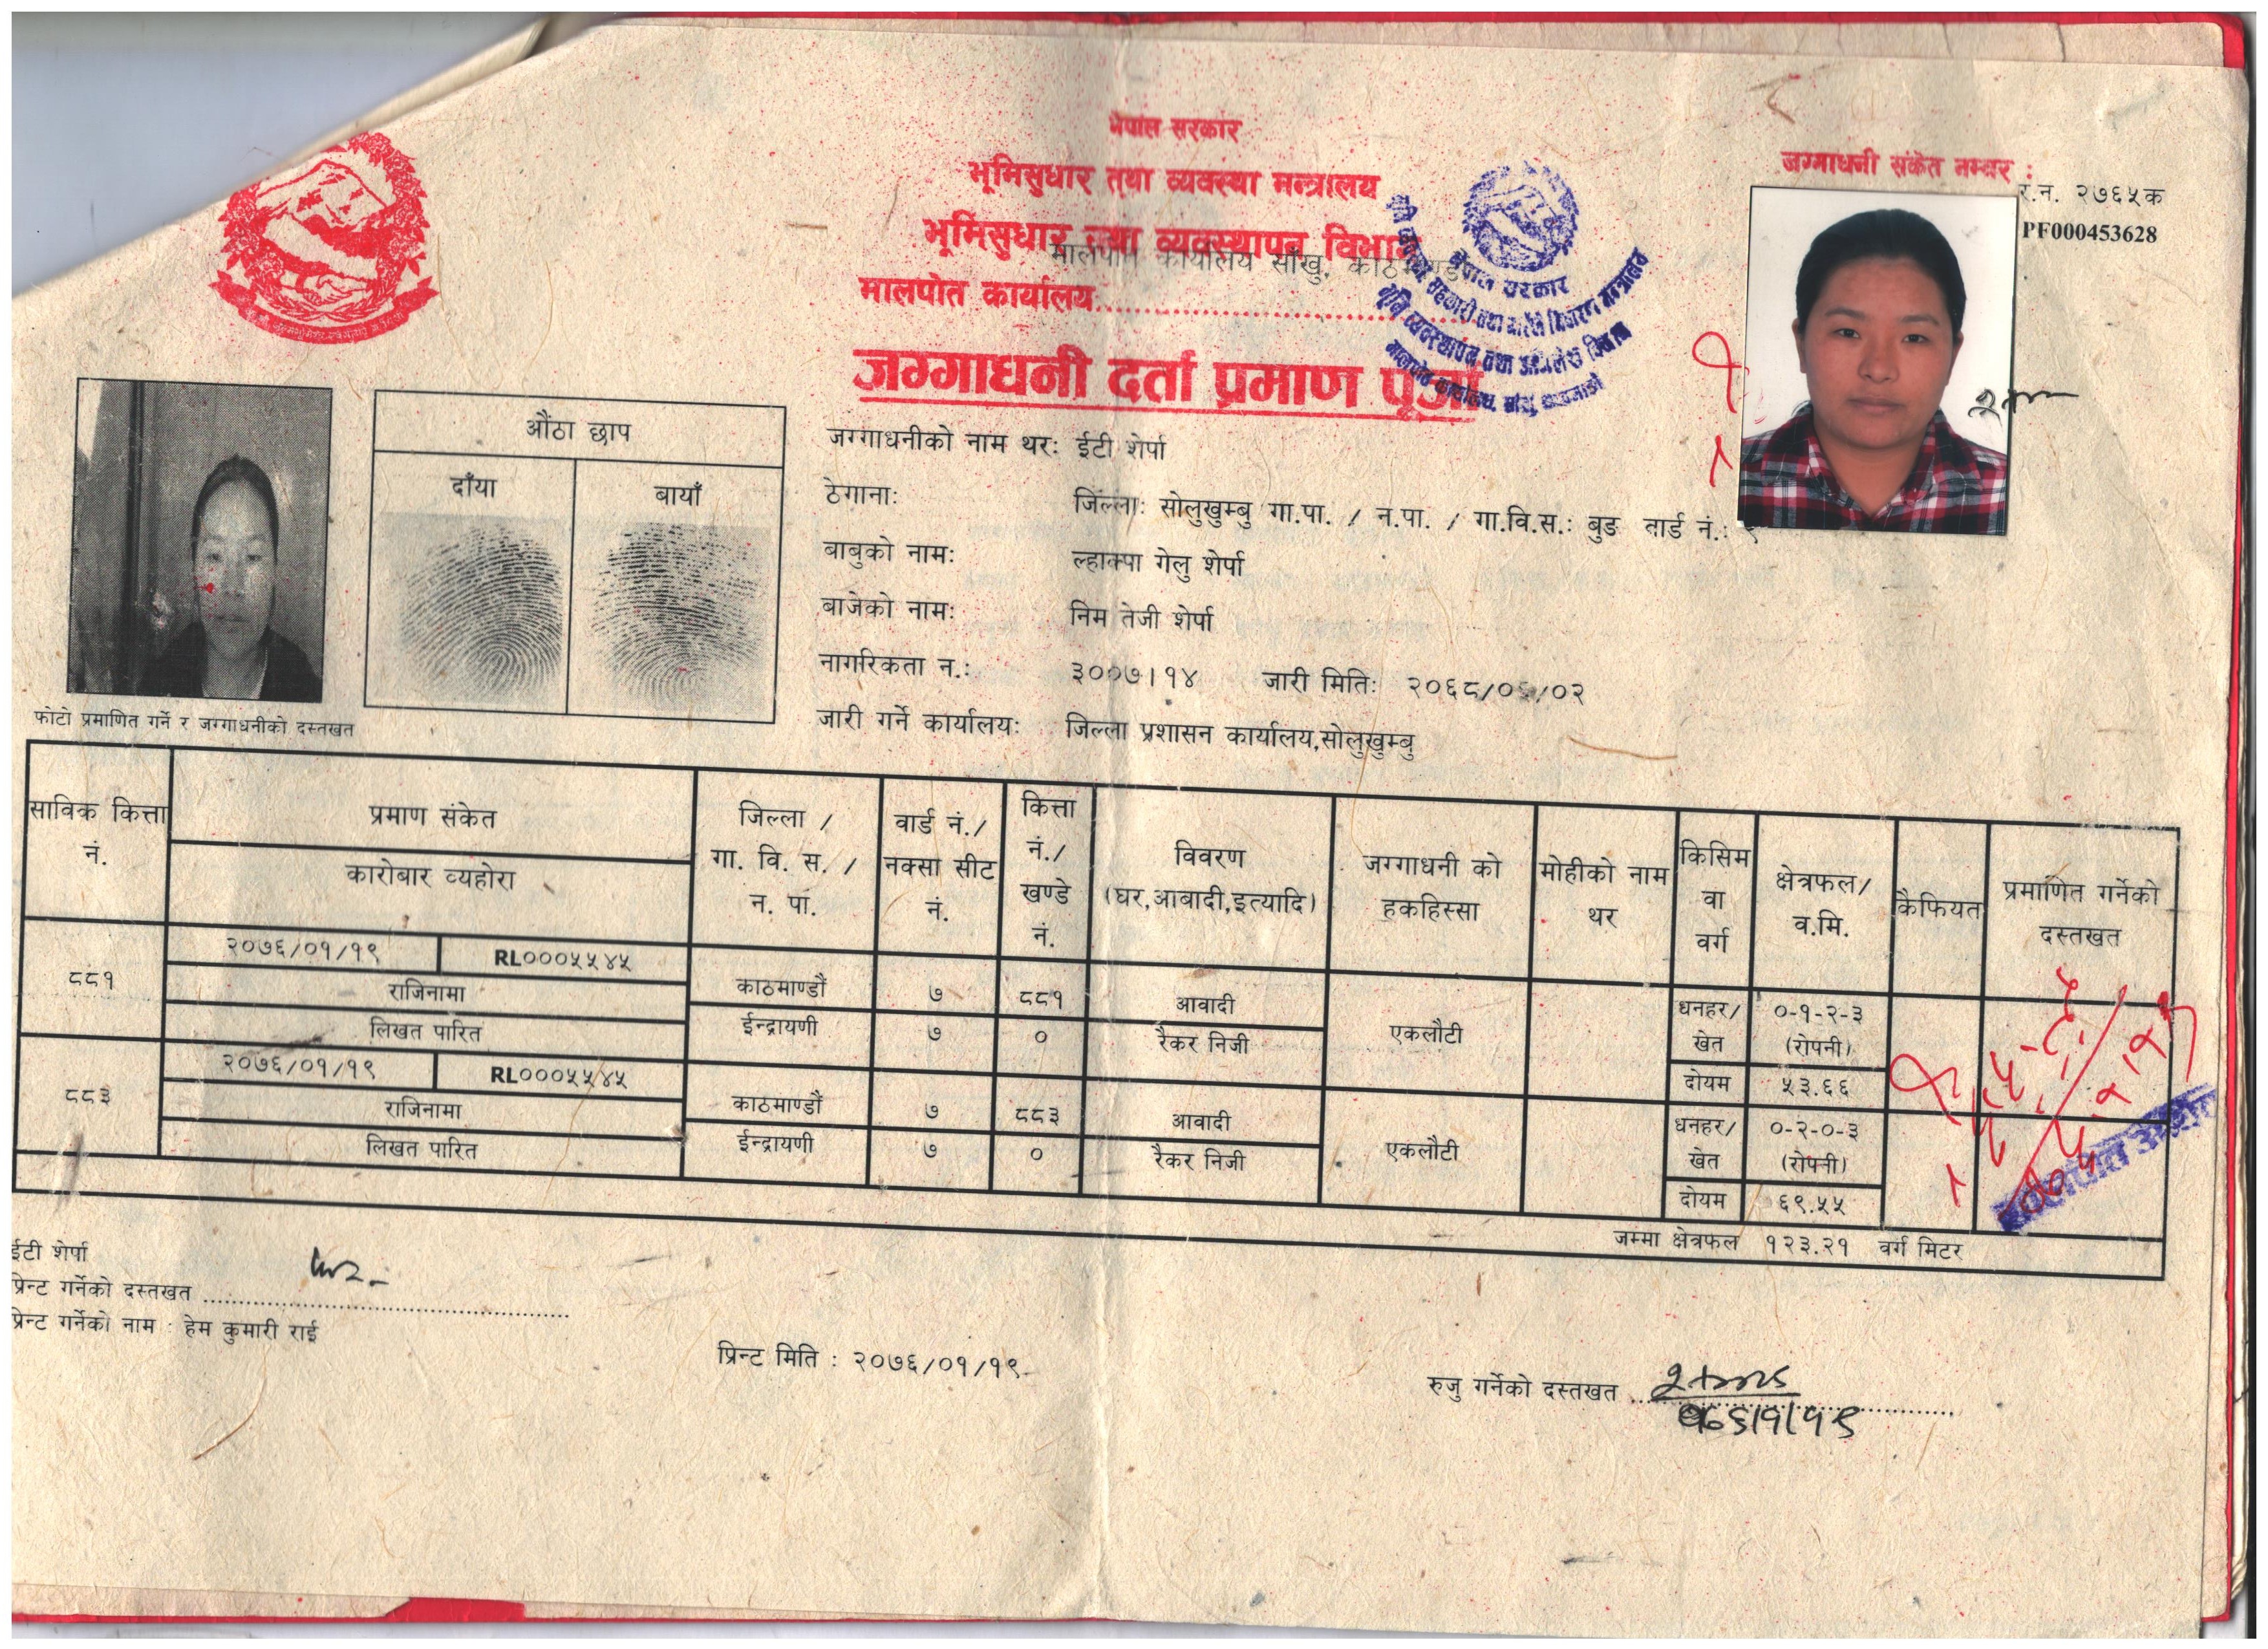 नेपाल सरकार
भूमिसुधार तथा व्यवस्था मन्त्रालय
भूमिसुधार तथा व्यवस्थापन विभाग
मालपोत कार्यालय साँखु, काठमाण्डौ
मालपोत कार्यालय
जग्गाधनी दर्ता प्रमाण पूर्जा
जग्गाधनी संकेत नम्बर :
र.न. २७६५क
PF000453628
नेपाल सरकार
औंठा छाप
दाँया बायाँ
फोटो प्रमाणित गर्ने र जग्गाधनीको दस्तखत
जग्गाधनीको नाम थरः ईटी शेर्पा
ठेगानाः जिल्लाः सोलुखुम्बु गा.पा. / न.पा. / गा.वि.स.: बुङ वार्ड नं.:
बाबुको नामः ल्हाक्पा गेलु शेर्पा
बाजेको नामः निम तेजी शेर्पा
नागरिकता न.: ३००७।१४ जारी मितिः २०६८/०६/०२
जारी गर्ने कार्यालयः जिल्ला प्रशासन कार्यालय,सोलुखुम्बु
साविक कित्ता नं. प्रमाण संकेत कारोबार व्यहोरा जिल्ला / गा. वि. स. / न. पा. वार्ड नं./ नक्सा सीट नं. कित्ता नं./ खण्डे नं. विवरण (घर,आबादी,इत्यादि) जग्गाधनी को हकहिस्सा मोहीको नाम थर किसिम वा वर्ग क्षेत्रफल/ व.मि. कैफियत प्रमाणित गर्नेको दस्तखत
८८१ २०७६/०१/१९ RL०००५५४५
राजिनामा काठमाण्डौं ७ ८८१ आवादी एकलौटी धनहर/ खेत ०-१-२-३ (रोपनी)
लिखत पारित ईन्द्रायणी ७ ० रैकर निजी दोयम ५३.६६
८८३ २०७६/०१/१९ RL०००५५४५
राजिनामा काठमाण्डौं ७ ८८३ आवादी एकलौटी धनहर/ खेत ०-२-०-३ (रोपनी)
लिखत पारित ईन्द्रायणी ७ ० रैकर निजी दोयम ६९.५५
जम्मा क्षेत्रफल १२३.२१ वर्ग मिटर
ईटी शेर्पा
प्रिन्ट गर्नेको दस्तखत
प्रिन्ट गर्नेको नाम : हेम कुमारी राई
प्रिन्ट मिति : २०७६/०१/१९
रुजु गर्नेको दस्तखत
०७६।१।१९